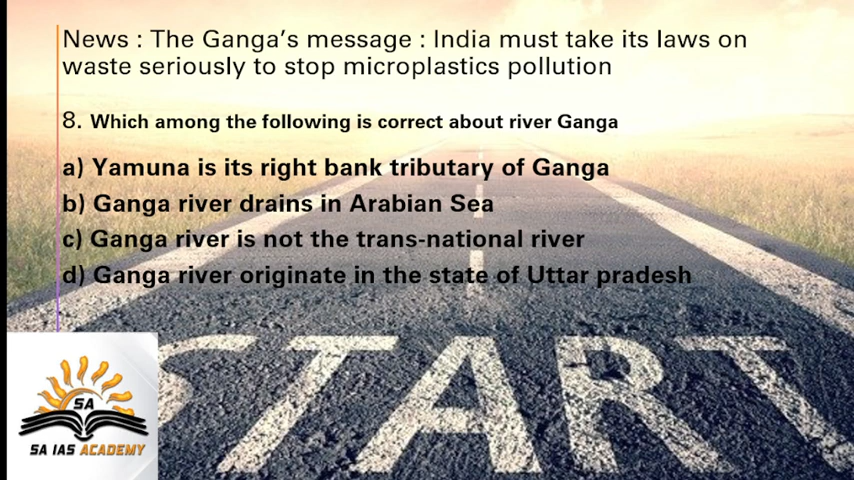 News : The Ganga’s message : India must take its laws on
waste seriously to stop microplastics pollution
8. Which among the following is correct about river Ganga
a) Yamuna is its right bank tributary of Ganga
b) Ganga river drains in Arabian Sea
c) Ganga river is not the trans-national river
d) Ganga river originate in the state of Uttar pradesh
START
SA
SA IAS ACADEMY